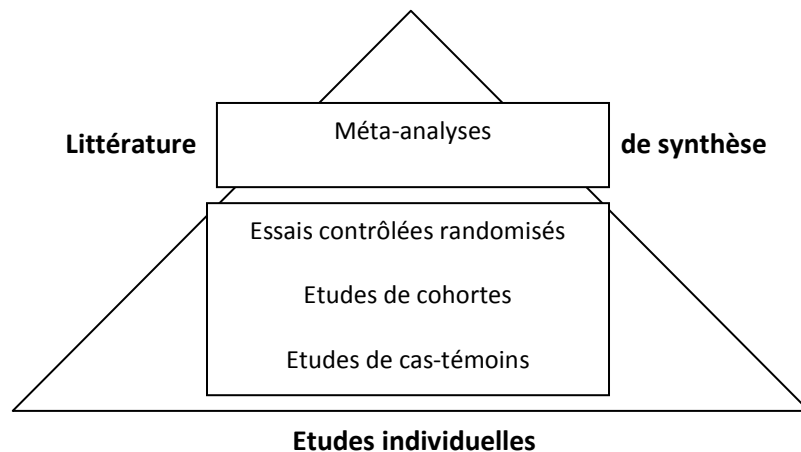 Méta-analyses
Littérature de synthèse
Essais contrôlées randomisés
Etudes de cohortes
Etudes de cas-témoins
Etudes individuelles